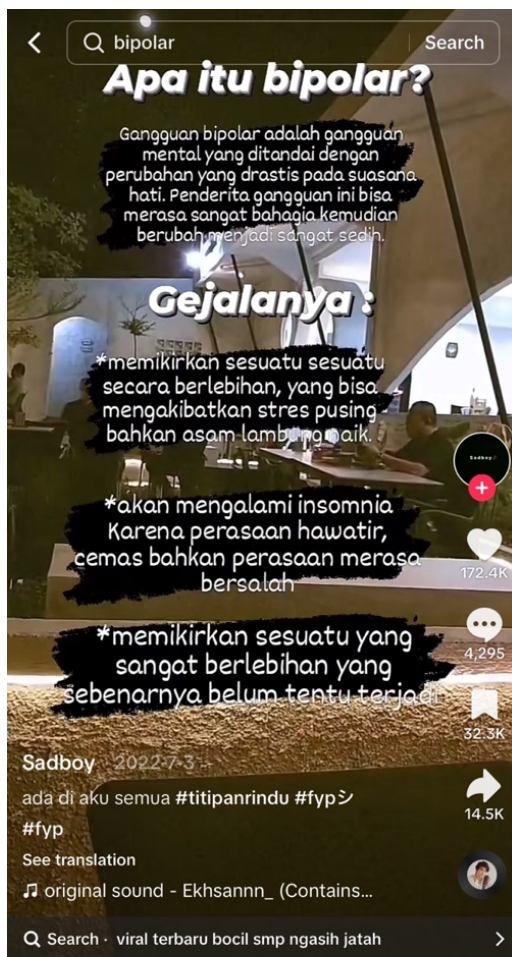 bipolar
Search
Apa itu bipolar?
Gangguan bipolar adalah gangguan
mental yang ditandai dengan
perubahan yang drastis pada suasana
hati. Penderita gangguan ini bisa
merasa sangat bahagia kemudian
berubah menjadi sangat sedih.
Gejalanya :
*memikirkan sesuatu sesuatu
secara berlebihan, yang bisa
mengakibatkan stres pusing
bahkan asam lambung naik.
*akan mengalami insomnia
Karena perasaan hawatir,
cemas bahkan perasaan merasa
bersalah
*memikirkan sesuatu yang
sangat berlebihan yang
sebenarnya belum tentu terjadi
Sadboy
172.4K
4,295
32.3K
14.5K
Sadboy · 2022-7-3
ada di aku semua #titipanrindu #fypシ
#fyp
See translation
♫ original sound - Ekhsannn_ (Contains...
Search · viral terbaru bocil smp ngasih jatah